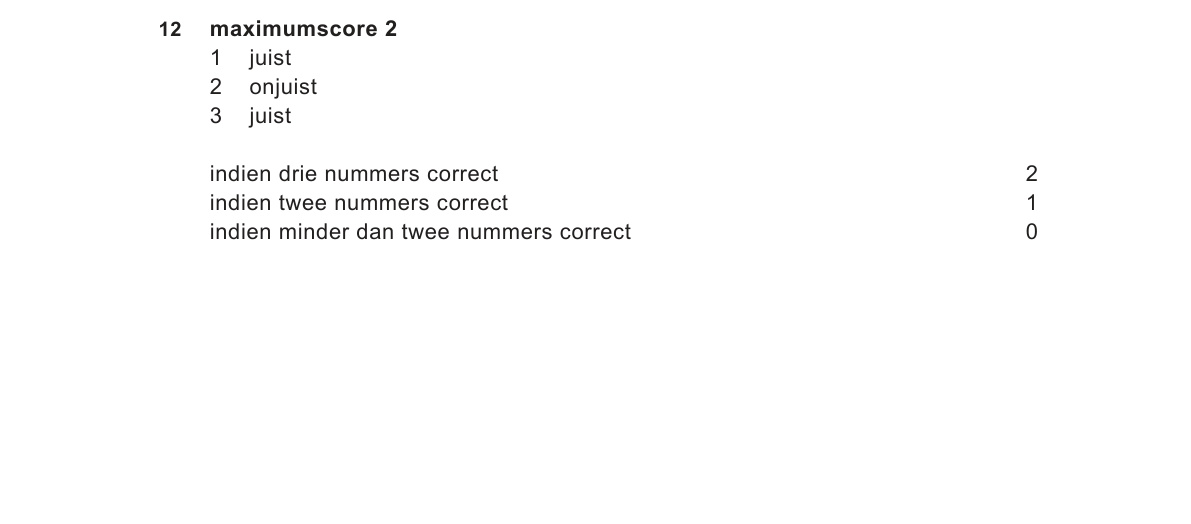 12 maximumscore 2
1 juist
2 onjuist
3 juist
indien drie nummers correct 2
indien twee nummers correct 1
indien minder dan twee nummers correct 0